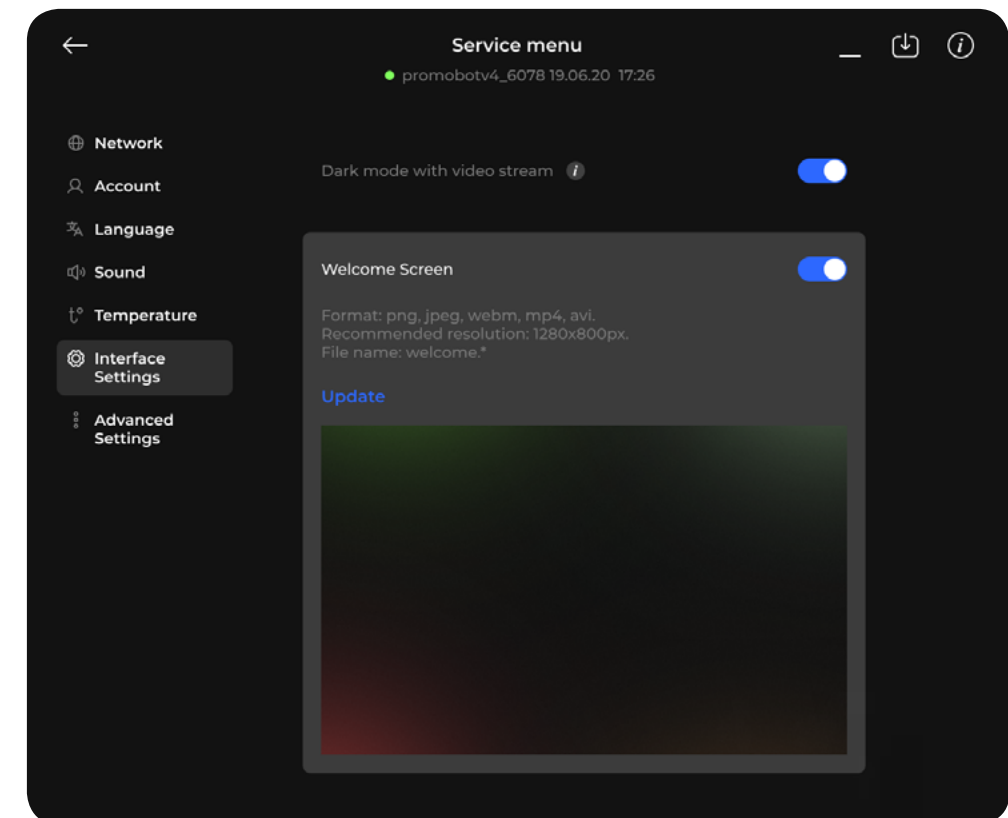 Service menu
promobotv4_6078 19.06.20 17:26
Network
Account
Language
Sound
t° Temperature
Interface
Settings
Advanced
Settings
Dark mode with video stream i
Welcome Screen
Format: png, jpeg, webm, mp4, avi.
Recommended resolution: 1280x800px.
File name: welcome.*
Update